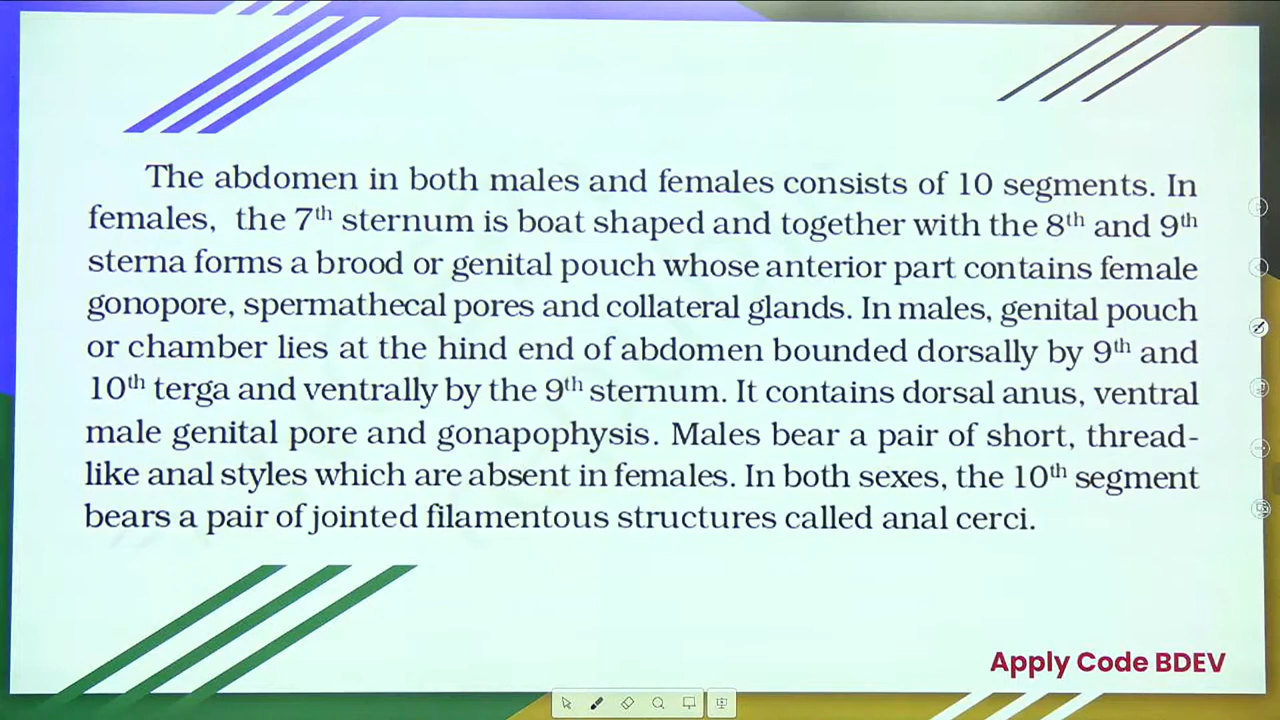 The abdomen in both males and females consists of 10 segments. In
females, the 7th sternum is boat shaped and together with the 8th and 9th
sterna forms a brood or genital pouch whose anterior part contains female
gonopore, spermathecal pores and collateral glands. In males, genital pouch
or chamber lies at the hind end of abdomen bounded dorsally by 9th and
10th terga and ventrally by the 9th sternum. It contains dorsal anus, ventral
male genital pore and gonapophysis. Males bear a pair of short, thread-
like anal styles which are absent in females. In both sexes, the 10th segment
bears a pair of jointed filamentous structures called anal cerci.
Apply Code BDEV